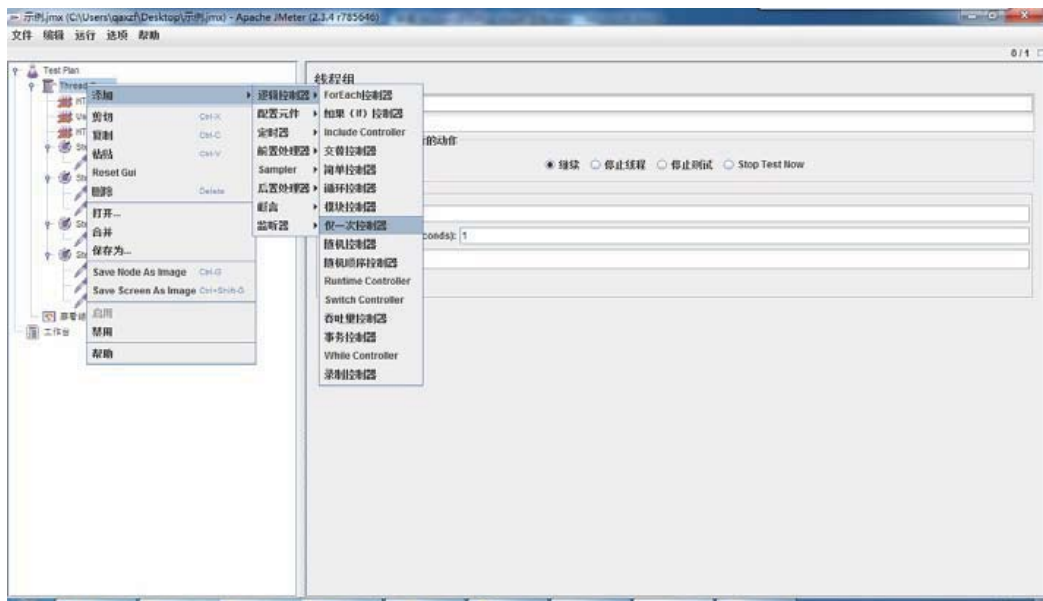 示例.jmx (C:\Users\qaxzf\Desktop\示例.jmx) - Apache JMeter (2.3.4 r785646)
文件 编辑 运行 选项 帮助
0 / 1
Test Plan
Thread
添加
剪切 Ctrl-X
复制 Ctrl-C
粘贴 Ctrl-V
Reset Gui
删除 Delete
打开...
合并
保存为...
Save Node As Image Ctrl-G
Save Screen As Image Ctrl+Shift-G
启用
禁用
帮助
工作台
逻辑控制器
配置元件
定时器
前置处理器
Sampler
后置处理器
断言
监听器
ForEach控制器
如果（If）控制器
Include Controller
交替控制器
简单控制器
循环控制器
模块控制器
仅一次控制器
随机控制器
随机顺序控制器
Runtime Controller
Switch Controller
吞吐量控制器
事务控制器
While Controller
录制控制器
线程组
的动作
继续 停止线程 停止测试 Stop Test Now
conds): 1